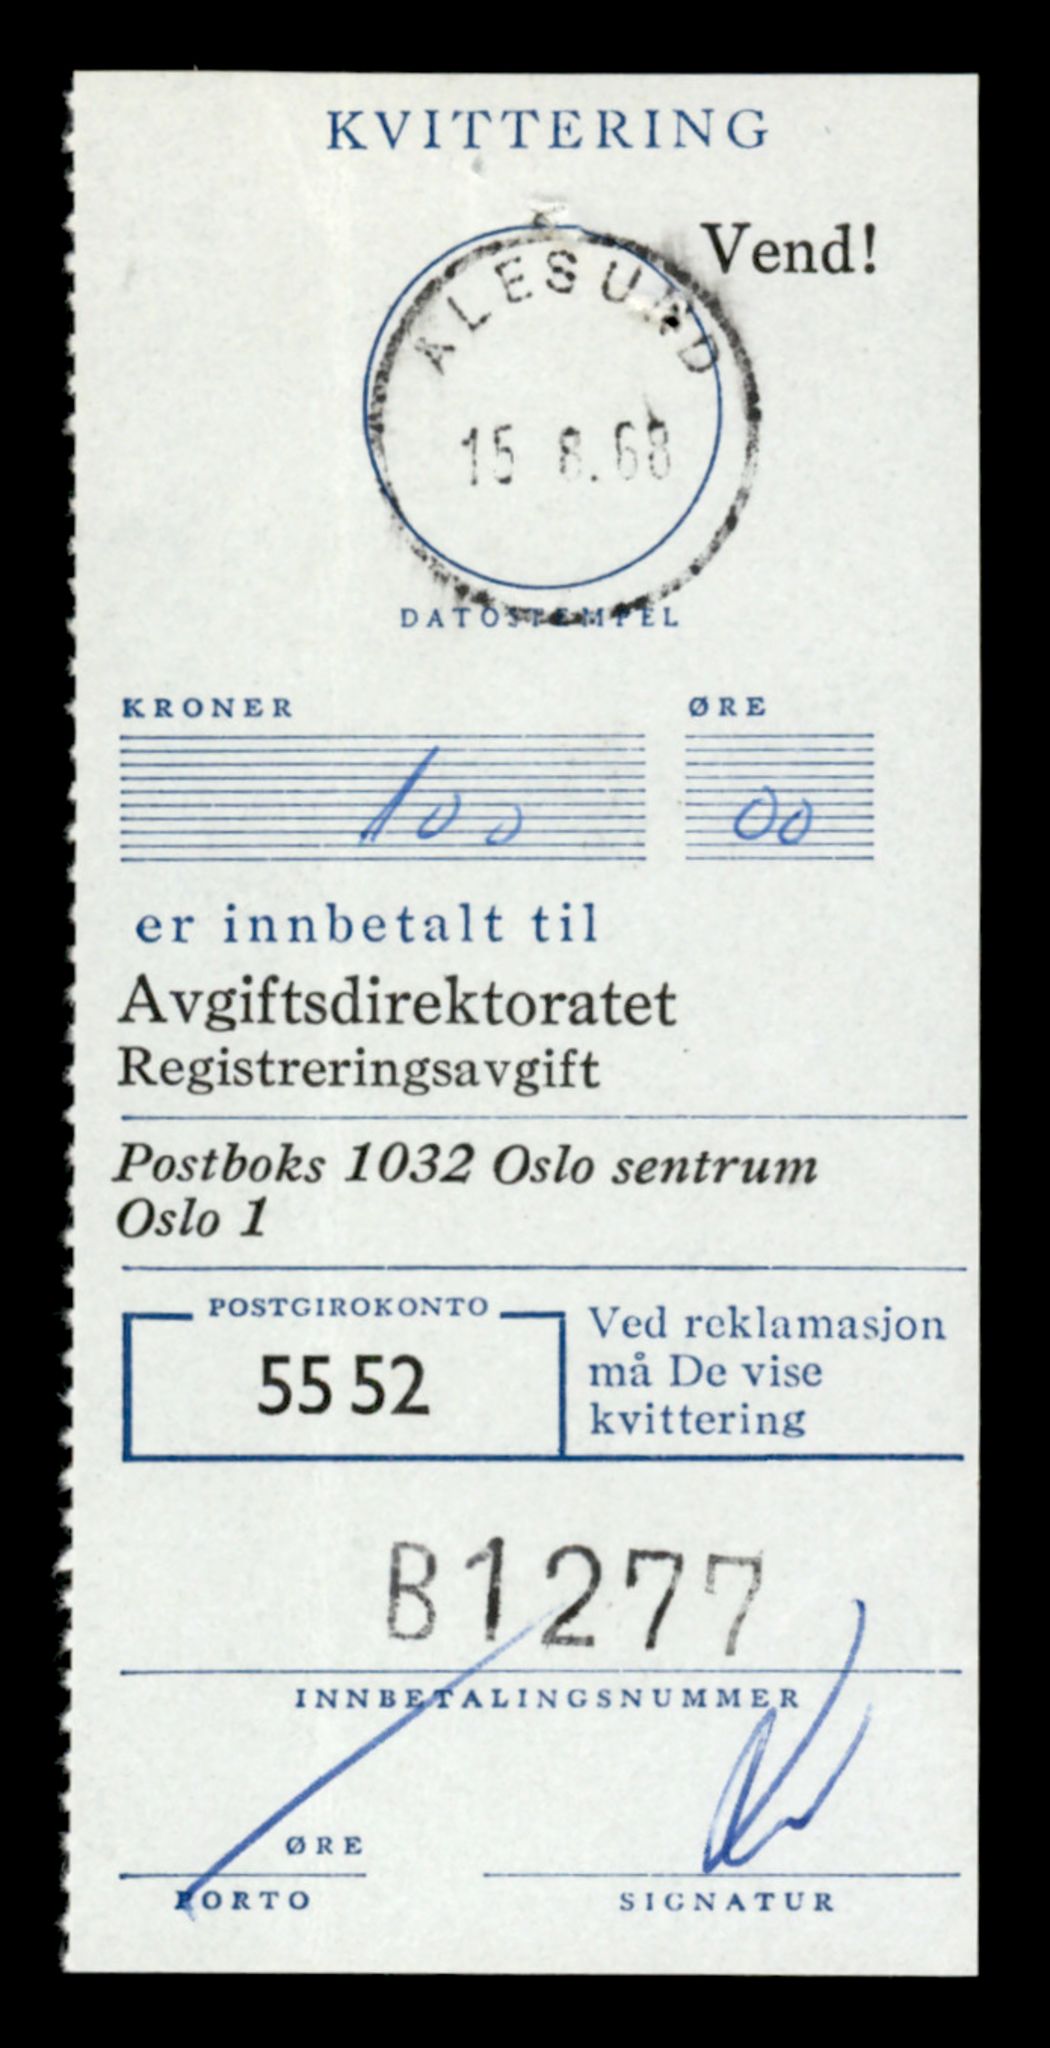 KVITTERING
Vend!
ÅLESUND
15 8.68
DATOSTEMPEL
KRONER ØRE
100 00
er innbetalt til
Avgiftsdirektoratet
Registreringsavgift
Postboks 1032 Oslo sentrum
Oslo 1
POSTGIROKONTO
55 52
Ved reklamasjon
må De vise
kvittering
B1277
INNBETALINGSNUMMER
ØRE
PORTO
SIGNATUR